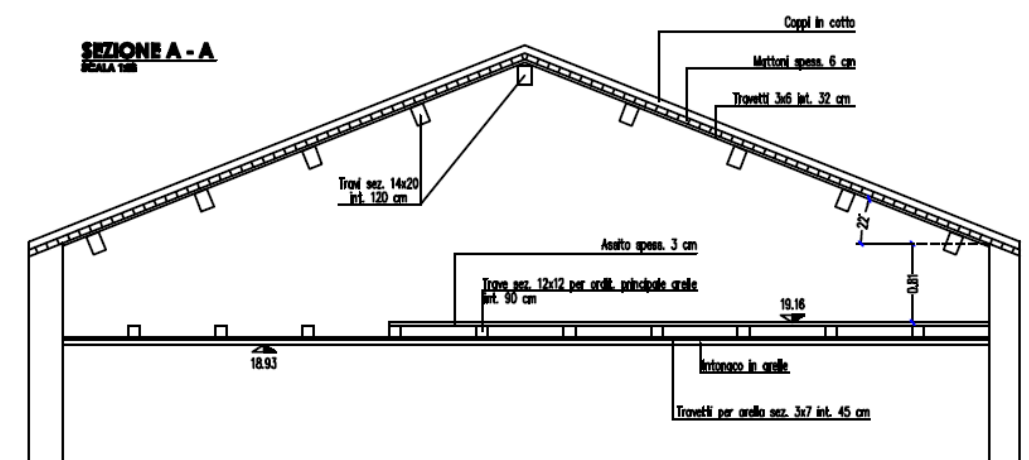 SEZIONE A - A
Coppi in cotto
Mattoni spess. 6 cm
Travetti 3x6 int. 32 cm
Travi sez. 14x20
int. 120 cm
22°
Assito spess. 3 cm
Trave sez. 12x12 per ordit. principale arelle
int. 90 cm
19.16
0.81
18.93
Intonaco in arelle
Travetti per arella sez. 3x7 int. 45 cm